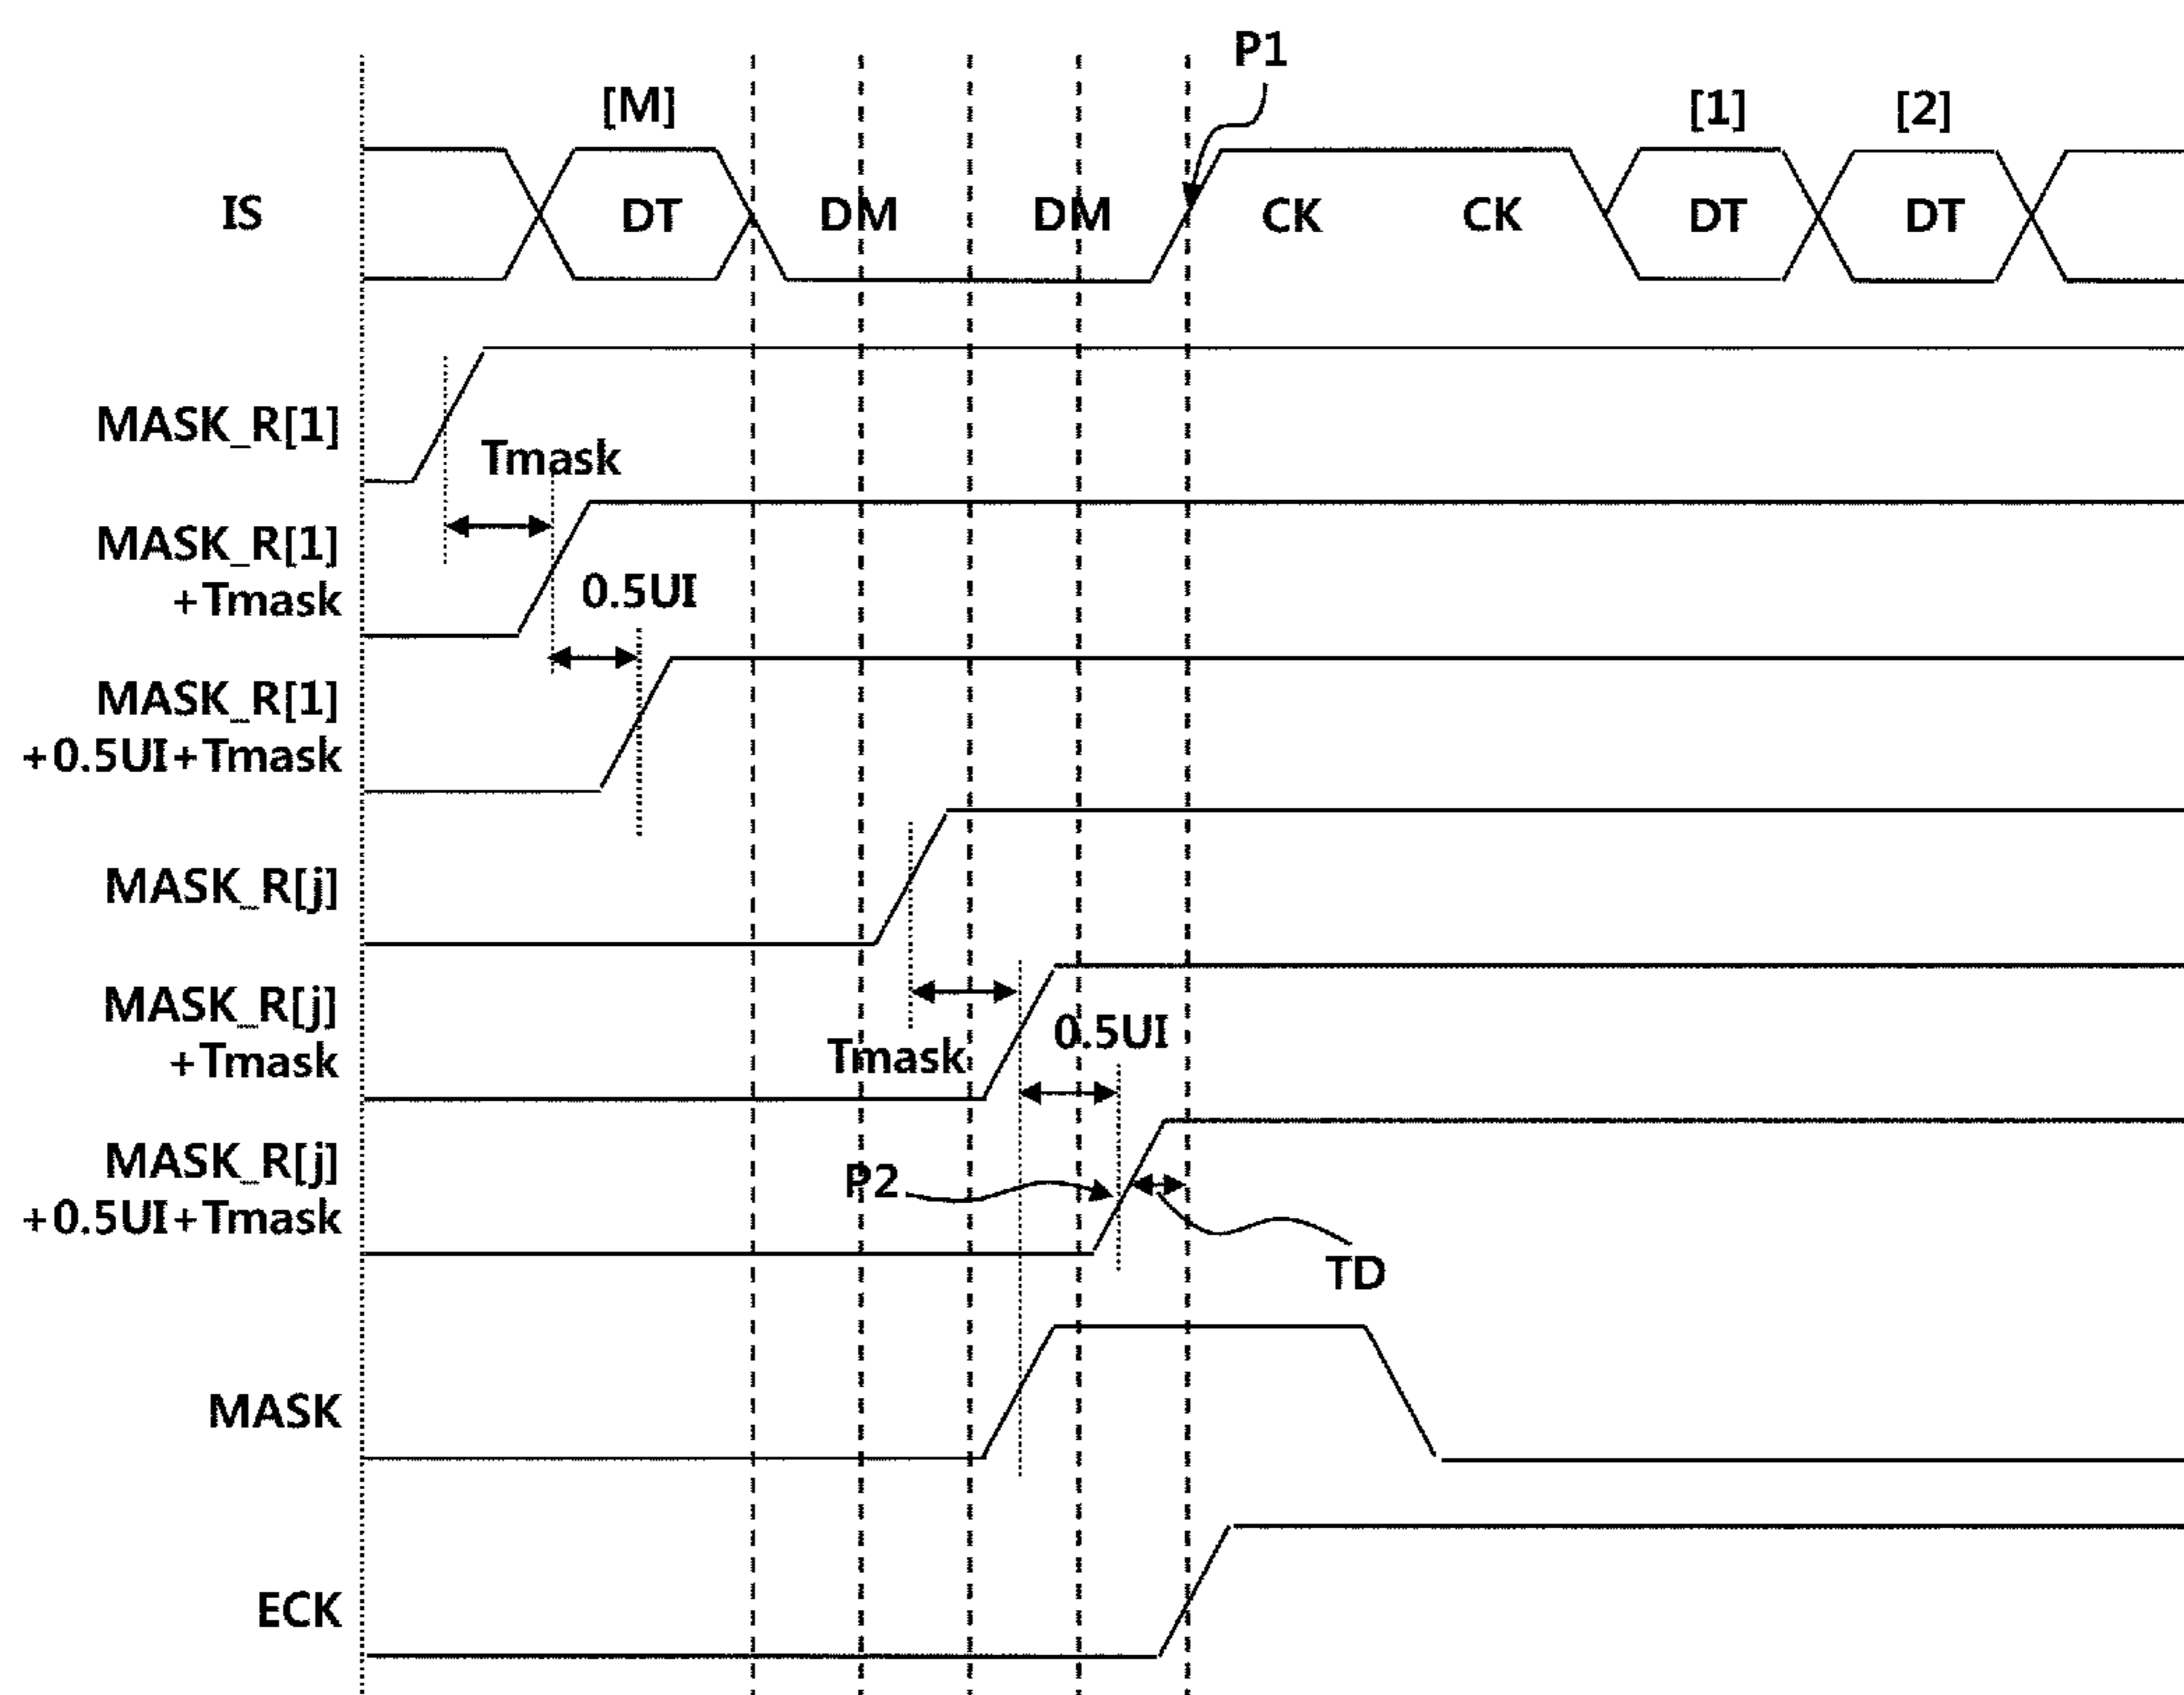 P1
[M] [1] [2]
IS DT DM DM CK CK DT DT
MASK_R[1]
Tmask
MASK_R[1]
+Tmask
0.5UI
MASK_R[1]
+0.5UI+Tmask
MASK_R[j]
MASK_R[j]
+Tmask
Tmask
0.5UI
MASK_R[j]
+0.5UI+Tmask
P2
TD
MASK
ECK